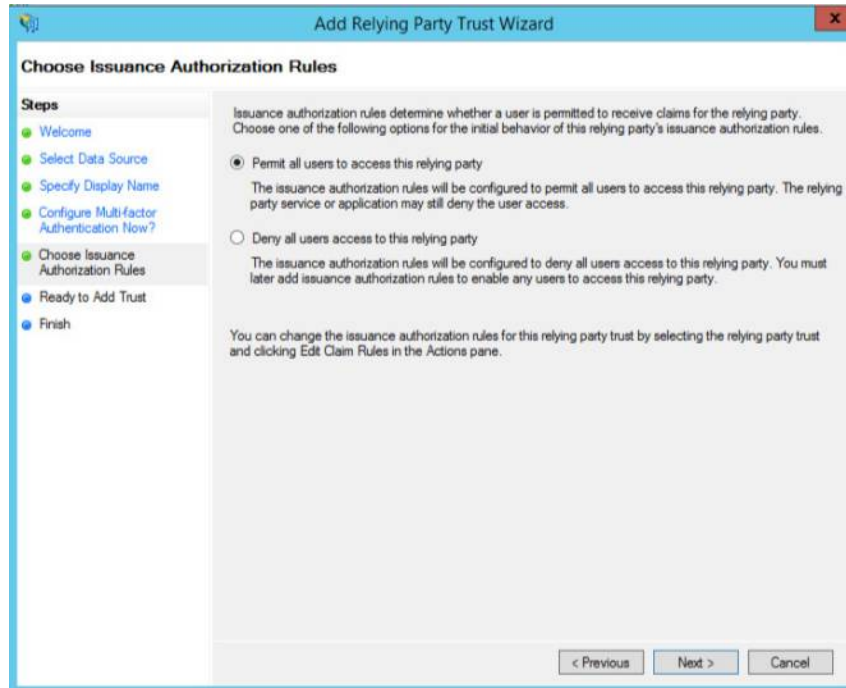 Add Relying Party Trust Wizard
x
Choose Issuance Authorization Rules
Steps
Welcome
Select Data Source
Specify Display Name
Configure Multi-factor
Authentication Now?
Choose Issuance
Authorization Rules
Ready to Add Trust
Finish
Issuance authorization rules determine whether a user is permitted to receive claims for the relying party.
Choose one of the following options for the initial behavior of this relying party's issuance authorization rules.
Permit all users to access this relying party
The issuance authorization rules will be configured to permit all users to access this relying party. The relying
party service or application may still deny the user access.
Deny all users access to this relying party
The issuance authorization rules will be configured to deny all users access to this relying party. You must
later add issuance authorization rules to enable any users to access this relying party.
You can change the issuance authorization rules for this relying party trust by selecting the relying party trust
and clicking Edit Claim Rules in the Actions pane.
< Previous
Next >
Cancel